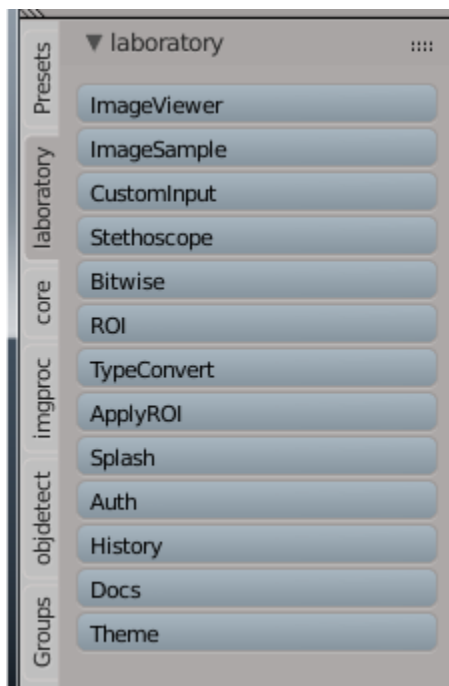 Presets
laboratory
core
imgproc
objdetect
Groups
laboratory
ImageViewer
ImageSample
CustomInput
Stethoscope
Bitwise
ROI
TypeConvert
ApplyROI
Splash
Auth
History
Docs
Theme